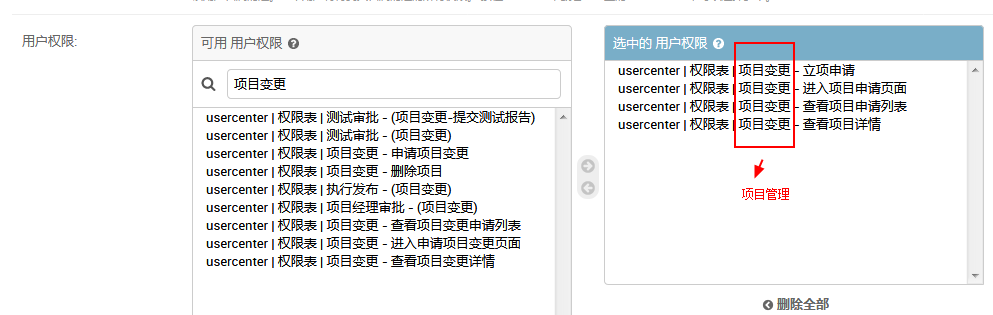 用户权限:
可用 用户权限
项目变更
usercenter | 权限表 | 测试审批 - (项目变更-提交测试报告)
usercenter | 权限表 | 测试审批 - (项目变更)
usercenter | 权限表 | 项目变更 - 申请项目变更
usercenter | 权限表 | 项目变更 - 删除项目
usercenter | 权限表 | 执行发布 - (项目变更)
usercenter | 权限表 | 项目经理审批 - (项目变更)
usercenter | 权限表 | 项目变更 - 查看项目变更申请列表
usercenter | 权限表 | 项目变更 - 进入申请项目变更页面
usercenter | 权限表 | 项目变更 - 查看项目变更详情
选中的 用户权限
usercenter | 权限表 | 项目变更 - 立项申请
usercenter | 权限表 | 项目变更 - 进入项目申请页面
usercenter | 权限表 | 项目变更 - 查看项目申请列表
usercenter | 权限表 | 项目变更 - 查看项目详情
项目管理
删除全部